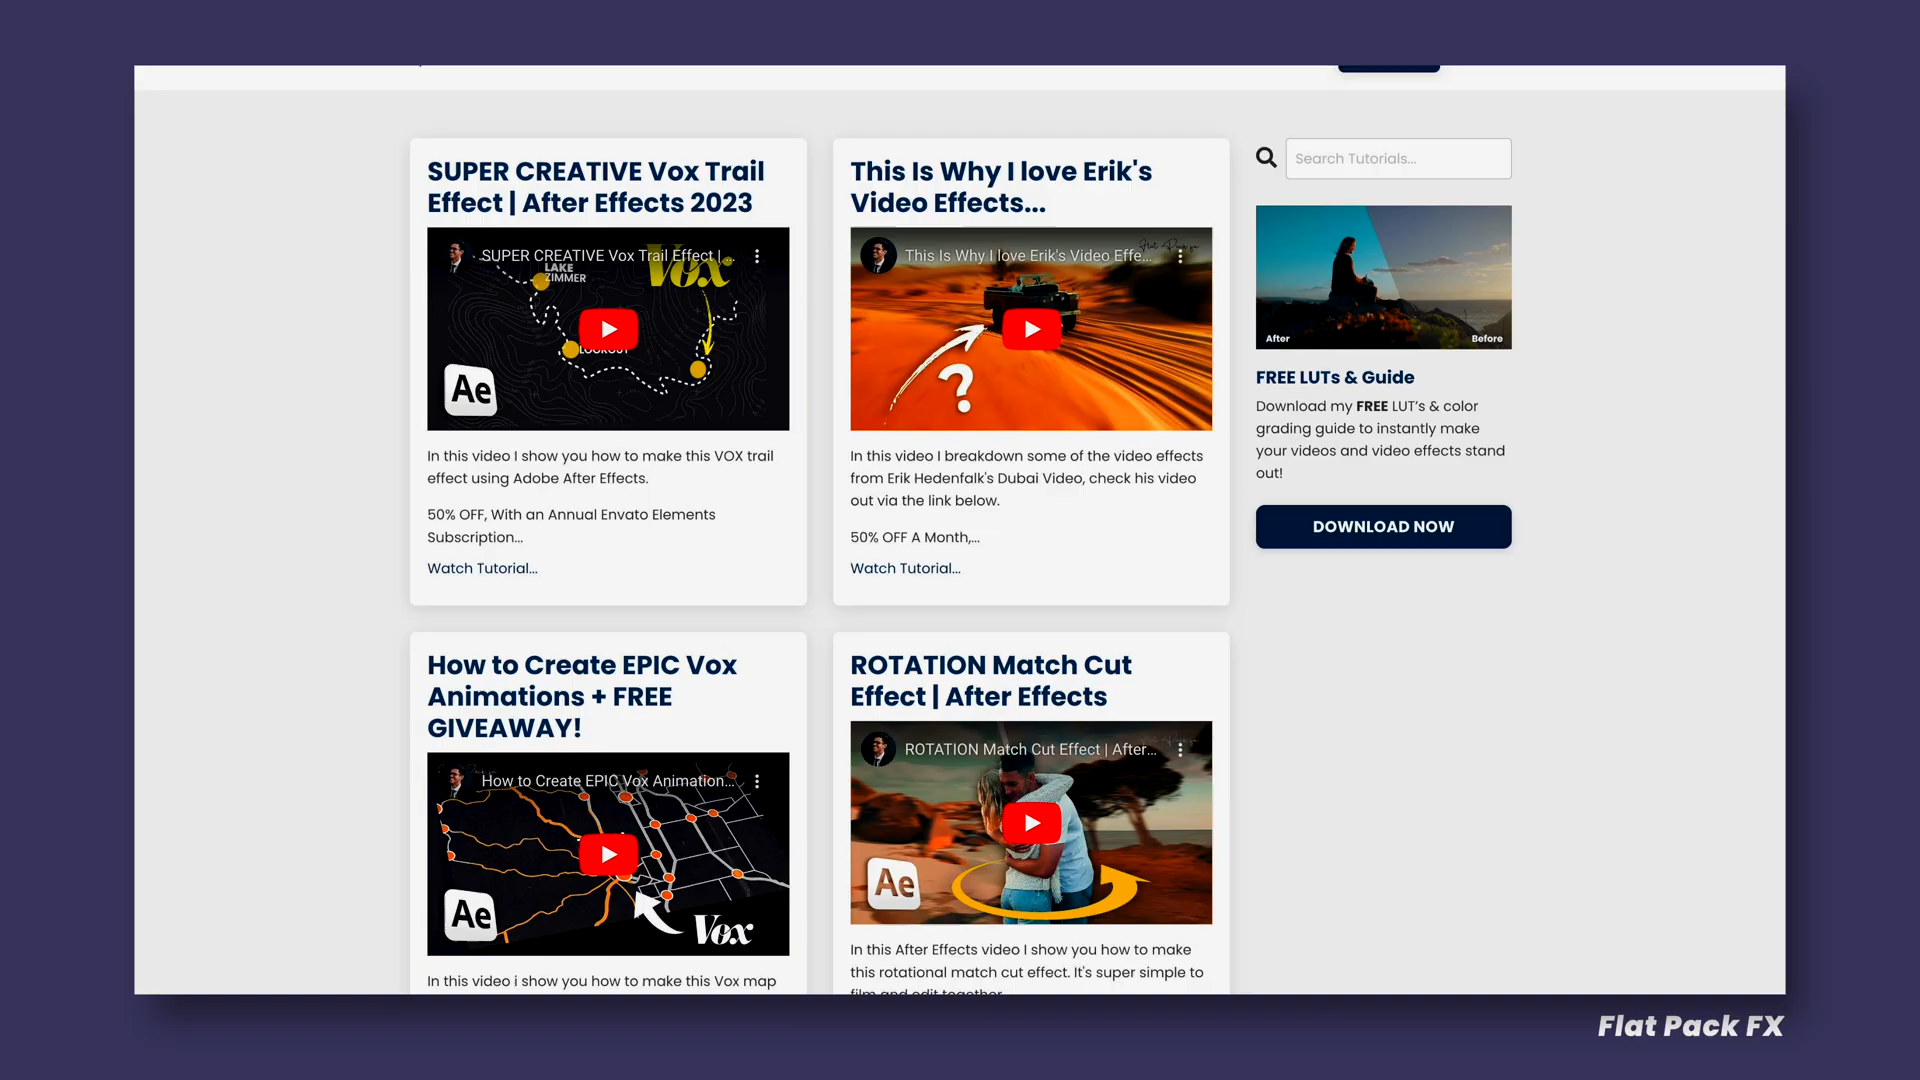 SUPER CREATIVE Vox Trail
Effect | After Effects 2023
SUPER CREATIVE Vox Trail Effect |...
LAKE
ZIMMER
Vox
LOOKOUT
Ae
In this video I show you how to make this VOX trail
effect using Adobe After Effects.
50% OFF, With an Annual Envato Elements
Subscription...
Watch Tutorial...
This Is Why I love Erik's
Video Effects...
This Is Why I love Erik's Video Effe...
?
In this video I breakdown some of the video effects
from Erik Hedenfalk's Dubai Video, check his video
out via the link below.
50% OFF A Month,...
Watch Tutorial...
Search Tutorials...
After
Before
FREE LUTs & Guide
Download my FREE LUT’s & color
grading guide to instantly make
your videos and video effects stand
out!
DOWNLOAD NOW
How to Create EPIC Vox
Animations + FREE
GIVEAWAY!
How to Create EPIC Vox Animation...
Ae
Vox
In this video i show you how to make this Vox map
ROTATION Match Cut
Effect | After Effects
ROTATION Match Cut Effect | After...
Ae
In this After Effects video I show you how to make
this rotational match cut effect. It's super simple to
film and edit together
Flat Pack FX